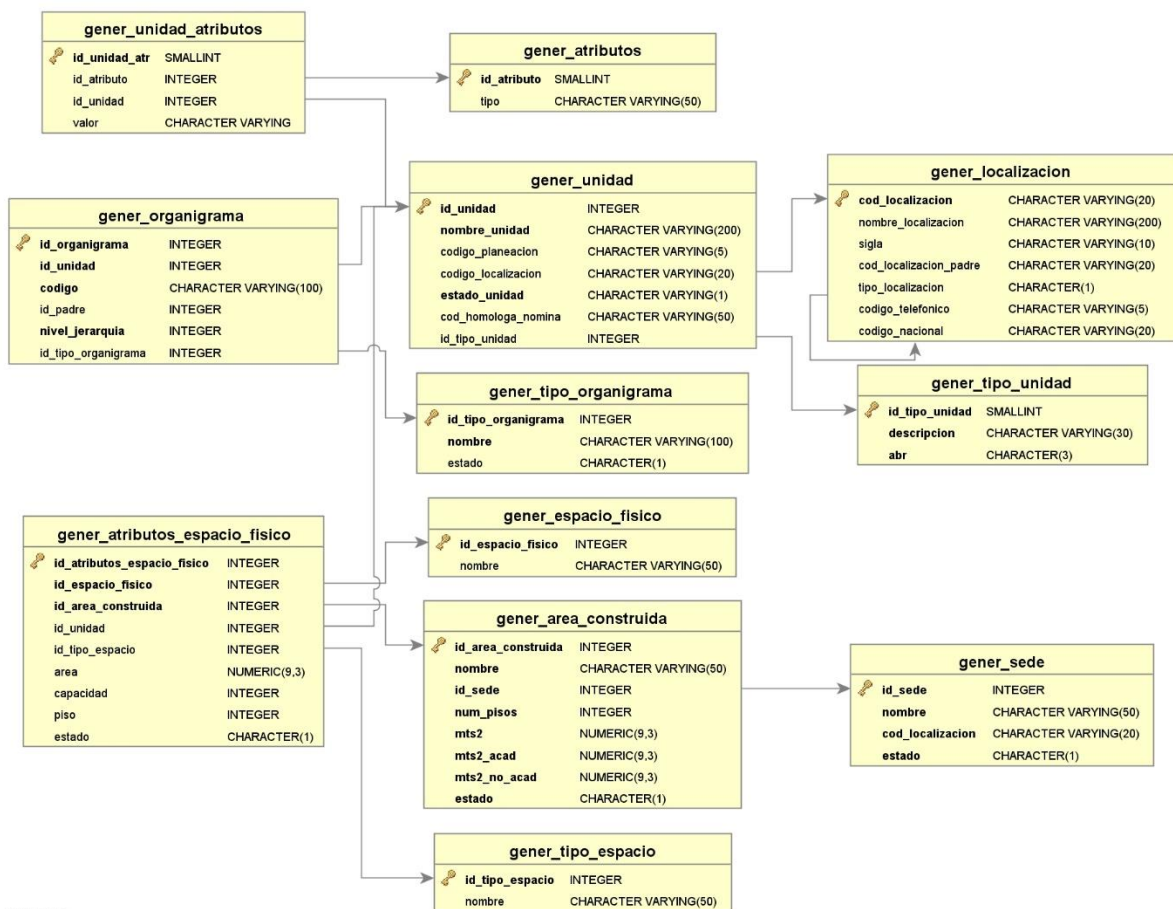 gener_unidad_atributos
id_unidad_atr SMALLINT
id_atributo INTEGER
id_unidad INTEGER
valor CHARACTER VARYING
gener_atributos
id_atributo SMALLINT
tipo CHARACTER VARYING(50)
gener_organigrama
id_organigrama INTEGER
id_unidad INTEGER
codigo CHARACTER VARYING(100)
id_padre INTEGER
nivel_jerarquia INTEGER
id_tipo_organigrama INTEGER
gener_unidad
id_unidad INTEGER
nombre_unidad CHARACTER VARYING(200)
codigo_planeacion CHARACTER VARYING(5)
codigo_localizacion CHARACTER VARYING(20)
estado_unidad CHARACTER VARYING(1)
cod_homologa_nomina CHARACTER VARYING(50)
id_tipo_unidad INTEGER
gener_localizacion
cod_localizacion CHARACTER VARYING(20)
nombre_localizacion CHARACTER VARYING(200)
sigla CHARACTER VARYING(10)
cod_localizacion_padre CHARACTER VARYING(20)
tipo_localizacion CHARACTER(1)
codigo_telefónico CHARACTER VARYING(5)
codigo_nacional CHARACTER VARYING(20)
gener_tipo_organigrama
id_tipo_organigrama INTEGER
nombre CHARACTER VARYING(100)
estado CHARACTER(1)
gener_tipo_unidad
id_tipo_unidad SMALLINT
descripcion CHARACTER VARYING(30)
abr CHARACTER(3)
gener_atributos_espacio_fisico
id_atributos_espacio_fisico INTEGER
id_espacio_fisico INTEGER
id_area_construida INTEGER
id_unidad INTEGER
id_tipo_espacio INTEGER
area NUMERIC(9,3)
capacidad INTEGER
piso INTEGER
estado CHARACTER(1)
gener_espacio_fisico
id_espacio_fisico INTEGER
nombre CHARACTER VARYING(50)
gener_area_construida
id_area_construida INTEGER
nombre CHARACTER VARYING(50)
id_sede INTEGER
num_pisos INTEGER
mts2 NUMERIC(9,3)
mts2_acad NUMERIC(9,3)
mts2_no_acad NUMERIC(9,3)
estado CHARACTER(1)
gener_sede
id_sede INTEGER
nombre CHARACTER VARYING(50)
cod_localizacion CHARACTER VARYING(20)
estado CHARACTER(1)
gener_tipo_espacio
id_tipo_espacio INTEGER
nombre CHARACTER VARYING(50)